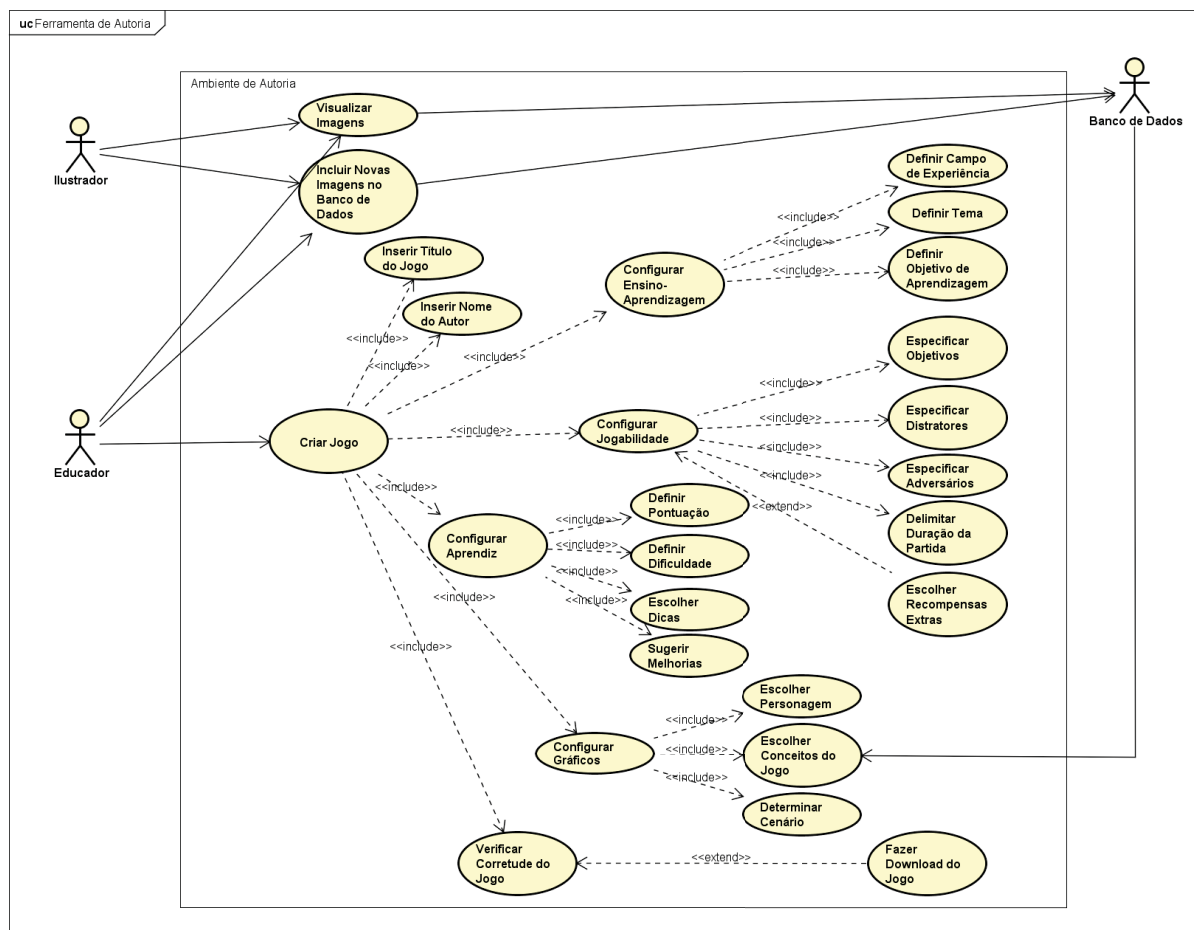 uc Ferramenta de Autoria
Ambiente de Autoria
Visualizar
Imagens
Ilustrador
Banco de Dados
Incluir Novas
Imagens no
Banco de
Dados
Definir Campo
de Experiência
<<include>>
Definir Tema
<<include>>
Definir
Objetivo de
Aprendizagem
<<include>>
Inserir Título
do Jogo
Configurar
Ensino-
Aprendizagem
Inserir Nome
do Autor
<<include>>
<<include>>
<<include>>
Especificar
Objetivos
<<include>>
Educador
Criar Jogo
<<include>>
Configurar
Jogabilidade
<<include>>
Especificar
Distratores
<<include>>
Especificar
Adversários
<<include>>
<<include>>
Definir
Pontuação
<<extend>>
Delimitar
Duração da
Partida
Configurar
Aprendiz
<<include>>
<<include>>
Definir
Dificuldade
<<include>>
Escolher
Dicas
<<include>>
Escolher
Recompensas
Extras
<<include>>
Sugerir
Melhorias
<<include>>
Escolher
Personagem
<<include>>
Configurar
Gráficos
<<include>>
Escolher
Conceitos do
Jogo
<<include>>
Determinar
Cenário
Verificar
Corretude do
Jogo
<<extend>>
Fazer
Download do
Jogo